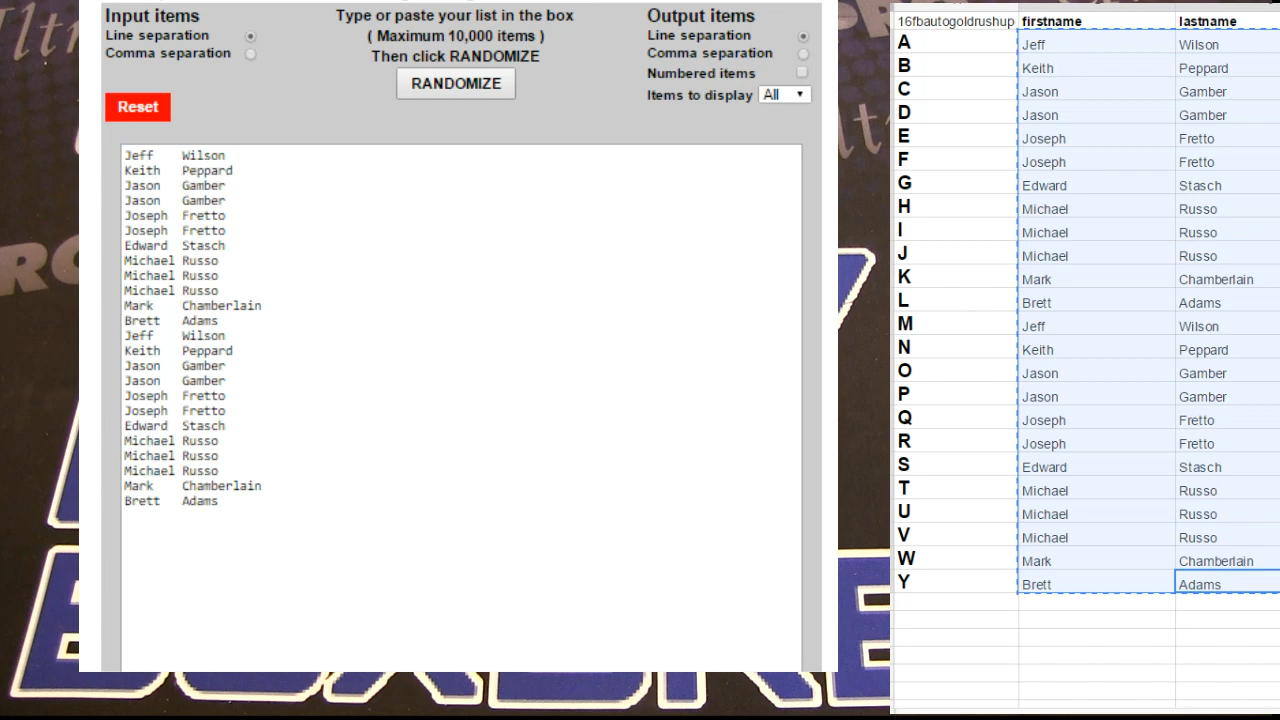 Input items
Line separation
Comma separation
Reset
Type or paste your list in the box
( Maximum 10,000 items )
Then click RANDOMIZE
RANDOMIZE
Output items
Line separation
Comma separation
Numbered items
Items to display All
Jeff Wilson
Keith Peppard
Jason Gamber
Jason Gamber
Joseph Fretto
Joseph Fretto
Edward Stasch
Michael Russo
Michael Russo
Michael Russo
Mark Chamberlain
Brett Adams
Jeff Wilson
Keith Peppard
Jason Gamber
Jason Gamber
Joseph Fretto
Joseph Fretto
Edward Stasch
Michael Russo
Michael Russo
Michael Russo
Mark Chamberlain
Brett Adams
16fbautogoldrushup firstname lastname
A Jeff Wilson
B Keith Peppard
C Jason Gamber
D Jason Gamber
E Joseph Fretto
F Joseph Fretto
G Edward Stasch
H Michael Russo
I Michael Russo
J Michael Russo
K Mark Chamberlain
L Brett Adams
M Jeff Wilson
N Keith Peppard
O Jason Gamber
P Jason Gamber
Q Joseph Fretto
R Joseph Fretto
S Edward Stasch
T Michael Russo
U Michael Russo
V Michael Russo
W Mark Chamberlain
Y Brett Adams